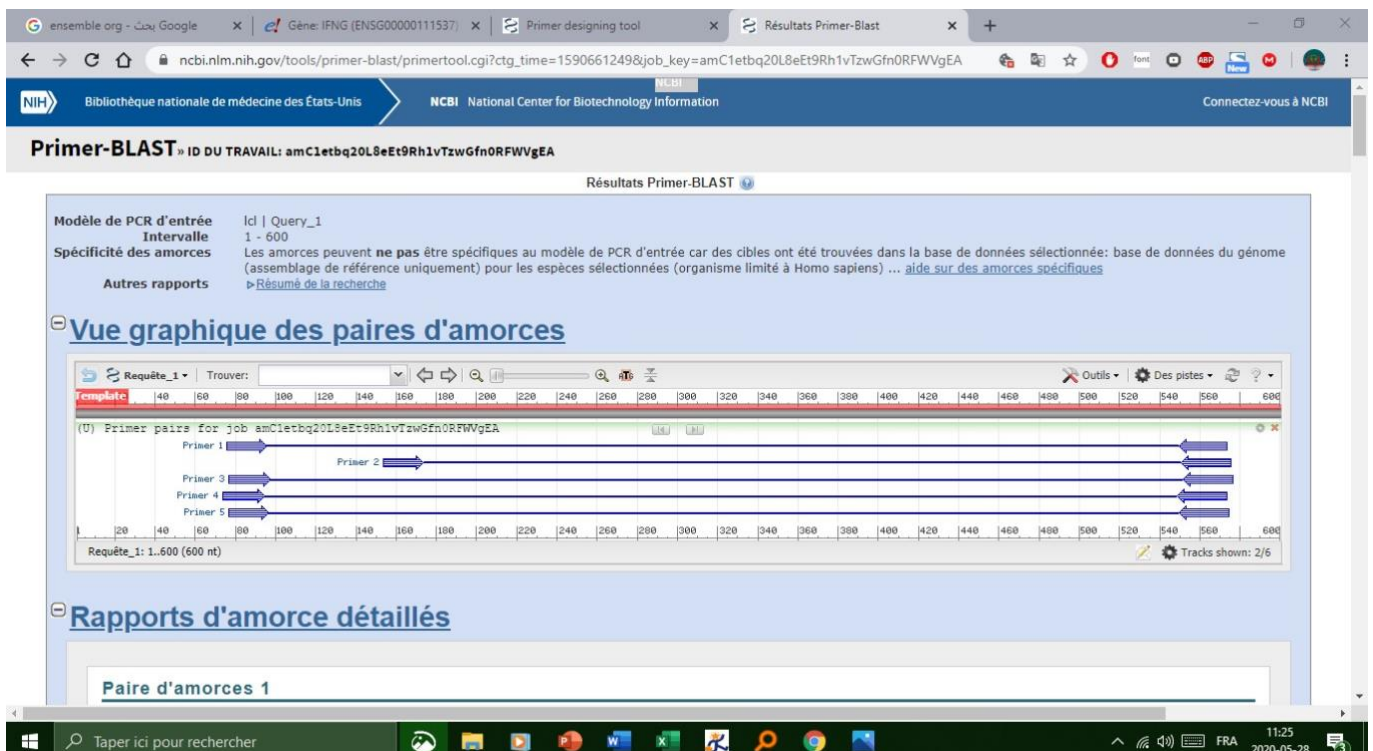 ensemble org - بحث Google
Gène: IFNG (ENSG00000111537)
Primer designing tool
Résultats Primer-Blast
ncbi.nlm.nih.gov/tools/primer-blast/primertool.cgi?ctg_time=1590661249&job_key=amC1etbq20L8eEt9Rh1vTzwGfn0RFWVgEA
NCBI
NIH Bibliothèque nationale de médecine des États-Unis NCBI National Center for Biotechnology Information Connectez-vous à NCBI
Primer-BLAST » ID DU TRAVAIL: amC1etbq20L8eEt9Rh1vTzwGfn0RFWVgEA
Résultats Primer-BLAST
Modèle de PCR d'entrée lcl | Query_1
Intervalle 1 - 600
Spécificité des amorces Les amorces peuvent ne pas être spécifiques au modèle de PCR d'entrée car des cibles ont été trouvées dans la base de données sélectionnée: base de données du génome
(assemblage de référence uniquement) pour les espèces sélectionnées (organisme limité à Homo sapiens) ... aide sur des amorces spécifiques
Autres rapports Résumé de la recherche
Vue graphique des paires d'amorces
Requête_1 Trouver: Outils Des pistes ?
Template 40 60 80 100 120 140 160 180 200 220 240 260 280 300 320 340 360 380 400 420 440 460 480 500 520 540 560 600
(U) Primer pairs for job amC1etbq20L8eEt9Rh1vTzwGfn0RFWVgEA
Primer 1
Primer 2
Primer 3
Primer 4
Primer 5
1 20 40 60 80 100 120 140 160 180 200 220 240 260 280 300 320 340 360 380 400 420 440 460 480 500 520 540 560 600
Requête_1: 1..600 (600 nt) Tracks shown: 2/6
Rapports d'amorce détaillés
Paire d'amorces 1
Taper ici pour rechercher
FRA
11:25
2020-05-28